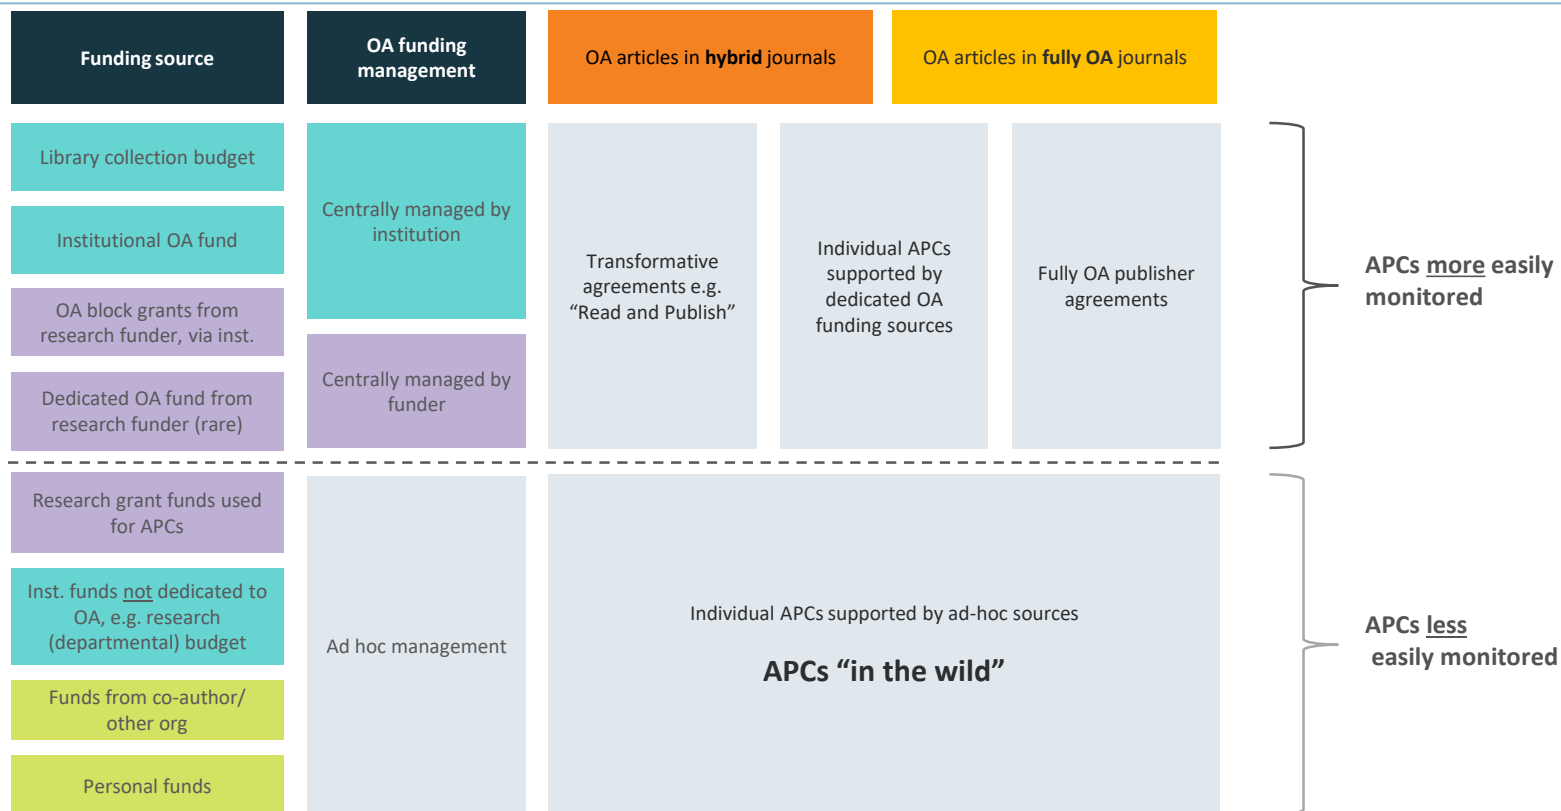 Funding source
OA funding
management
OA articles in hybrid journals
OA articles in fully OA journals
Library collection budget
Institutional OA fund
OA block grants from
research funder, via inst.
Dedicated OA fund from
research funder (rare)
Centrally managed by
institution
Centrally managed by
funder
Transformative
agreements e.g.
“Read and Publish”
Individual APCs
supported by
dedicated OA
funding sources
Fully OA publisher
agreements
APCs more easily
monitored
Research grant funds used
for APCs
Inst. funds not dedicated to
OA, e.g. research
(departmental) budget
Funds from co-author/
other org
Personal funds
Ad hoc management
Individual APCs supported by ad-hoc sources
APCs “in the wild”
APCs less
easily monitored